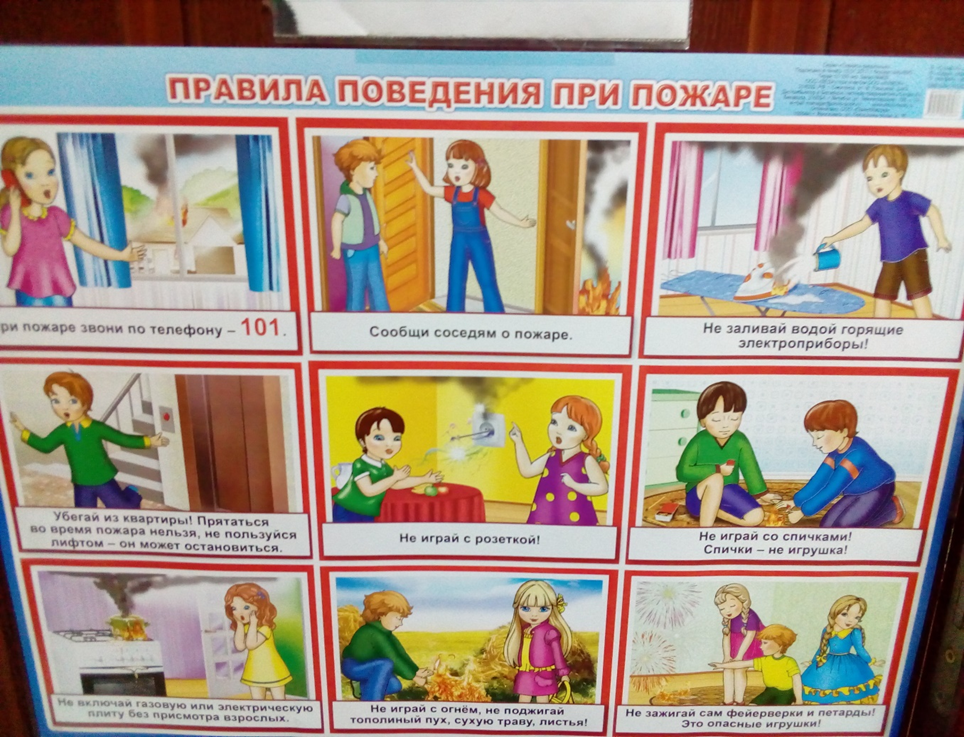 ПРАВИЛА ПОВЕДЕНИЯ ПРИ ПОЖАРЕ
ри пожаре звони по телефону – 101.
Сообщи соседям о пожаре.
Не заливай водой горящие
электроприборы!
Убегай из квартиры! Прятаться
во время пожара нельзя, не пользуйся
лифтом – он может остановиться.
Не играй с розеткой!
Не играй со спичками!
Спички – не игрушка!
Не включай газовую или электрическую
плиту без присмотра взрослых.
Не играй с огнём, не поджигай
тополиный пух, сухую траву, листья!
Не зажигай сам фейерверки и петарды!
Это опасные игрушки!